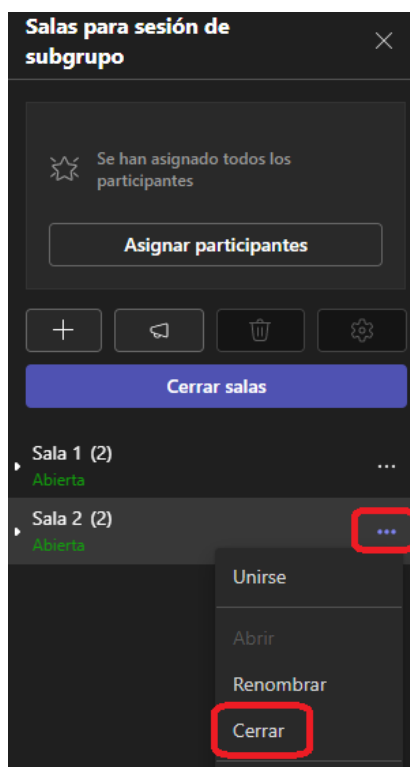 Salas para sesión de
subgrupo
Se han asignado todos los
participantes
Asignar participantes
Cerrar salas
Sala 1 (2)
Abierta
Sala 2 (2)
Abierta
Unirse
Abrir
Renombrar
Cerrar